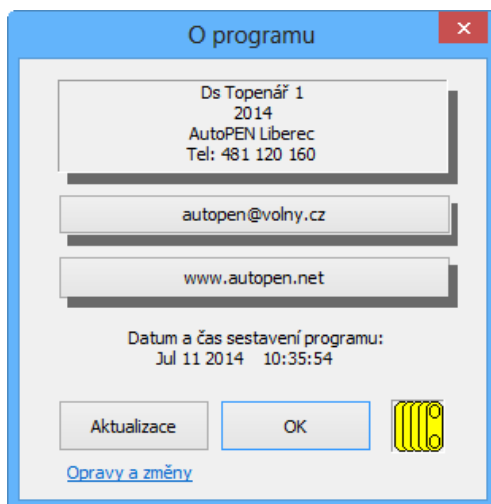 O programu
Ds Topenář 1
2014
AutoPEN Liberec
Tel: 481 120 160
autopen@volny.cz
www.autopen.net
Datum a čas sestavení programu:
Jul 11 2014 10:35:54
Aktualizace OK
Opravy a změny